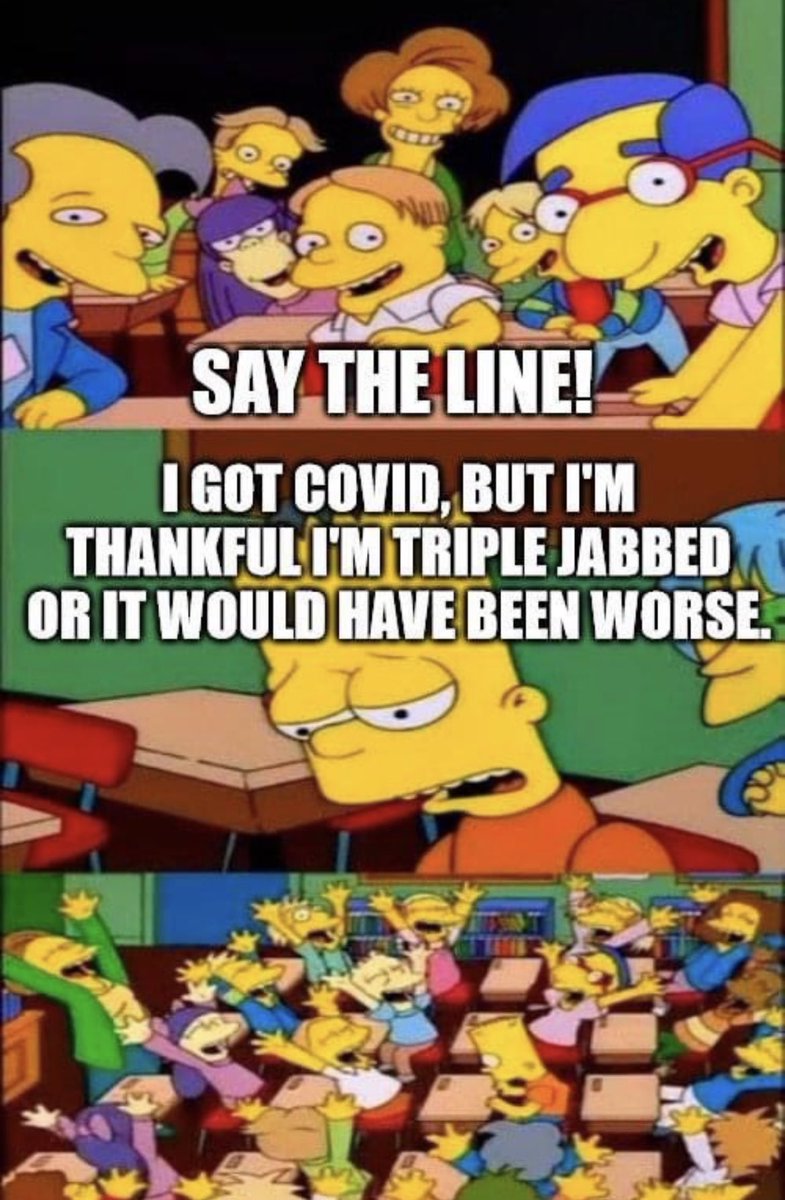 SAY THE LINE!
I GOT COVID, BUT I'M
THANKFUL I'M TRIPLE JABBED
OR IT WOULD HAVE BEEN WORSE.